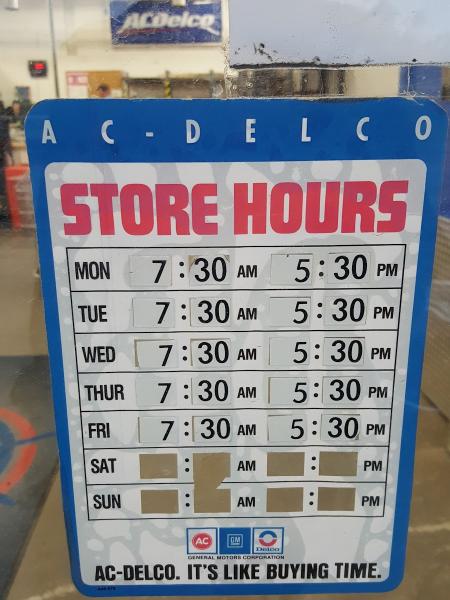 ACDelco
AC-DELCO
STORE HOURS
MON 7:30 AM 5:30 PM
TUE 7:30 AM 5:30 PM
WED 7:30 AM 5:30 PM
THUR 7:30 AM 5:30 PM
FRI 7:30 AM 5:30 PM
SAT : AM : PM
SUN : AM : PM
AC GM Delco
GENERAL MOTORS CORPORATION
AC-DELCO. IT'S LIKE BUYING TIME.